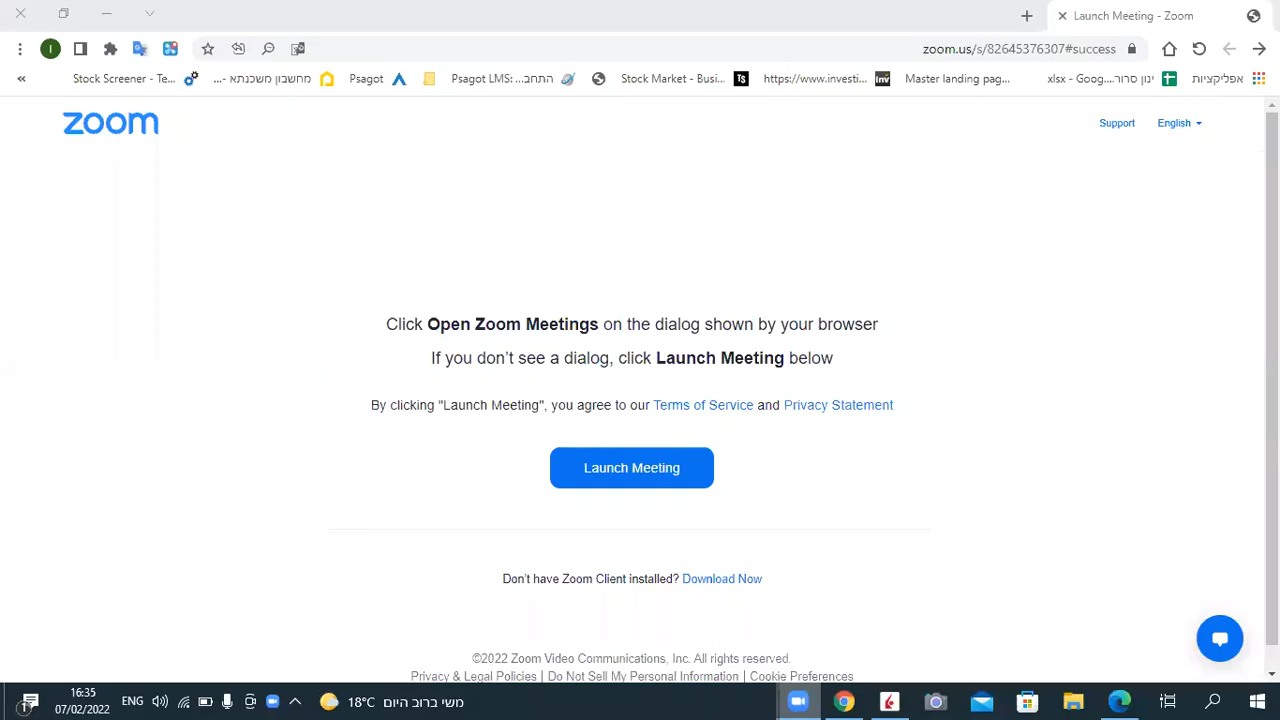 Launch Meeting - Zoom
zoom.us/s/82645376307#success
אפליקציות
ינון סרור....xlsx - Goog
Master landing pag...
https://www.investi...
Stock Market - Busi...
Psagot LMS: ...התחב
Psagot
מחשבון משכנתא -...
Stock Screener - Te...
»
zoom
Support
English
Click Open Zoom Meetings on the dialog shown by your browser
If you don't see a dialog, click Launch Meeting below
By clicking "Launch Meeting", you agree to our Terms of Service and Privacy Statement
Launch Meeting
Don't have Zoom Client installed? Download Now
©2022 Zoom Video Communications, Inc. All rights reserved.
Privacy & Legal Policies | Do Not Sell My Personal Information | Cookie Preferences
16:35
07/02/2022
ENG
18°C משי ברוב היום